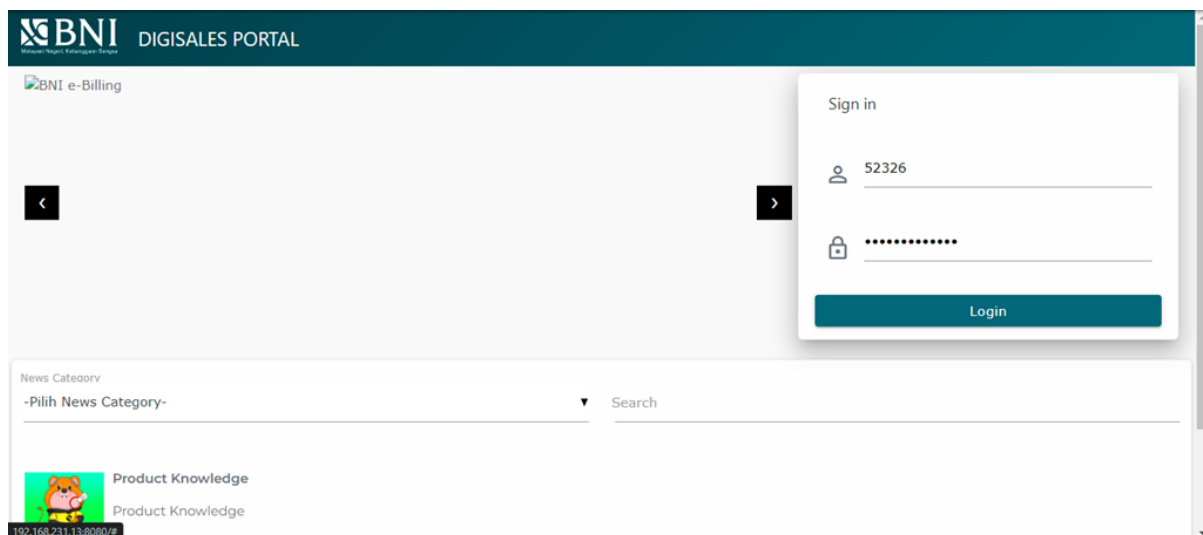 BNI
Melayani Negeri, Kebanggaan Bangsa
DIGISALES PORTAL
BNI e-Billing
Sign in
52326
•••••••••••••
Login
News Category
-Pilih News Category-
Search
Product Knowledge
Product Knowledge
192.168.231.13:8080/#